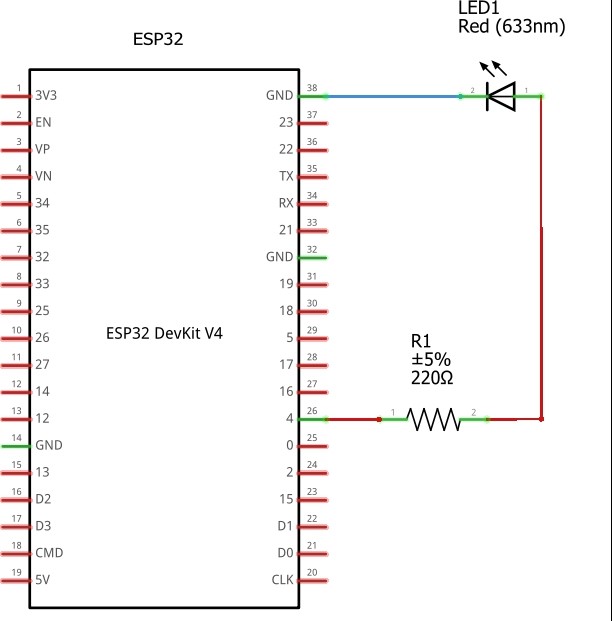 LED1
Red (633nm)
ESP32
1 3V3 GND 38 2 1
2 EN 23 37
3 VP 22 36
4 VN TX 35
5 34 RX 34
6 35 21 33
7 32 GND 32
8 33 19 31
9 25 18 30
ESP32 DevKit V4
10 26 5 29
R1
±5%
220Ω
11 27 17 28
12 14 16 27
13 12 4 26 1 2
14 GND 0 25
15 13 2 24
16 D2 15 23
17 D3 D1 22
18 CMD D0 21
19 5V CLK 20